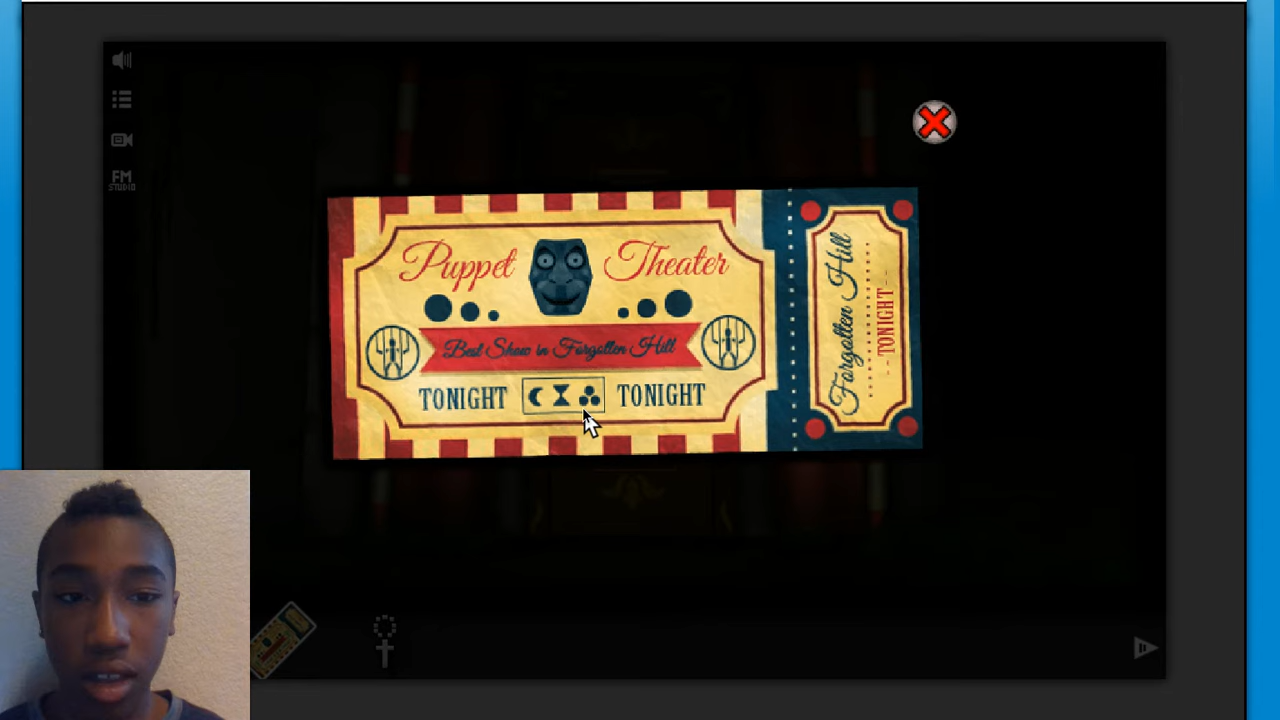 FM
STUDIO
Puppet Theater
Best Show in Forgotten Hill
TONIGHT TONIGHT
Forgotten Hill
-- TONIGHT --